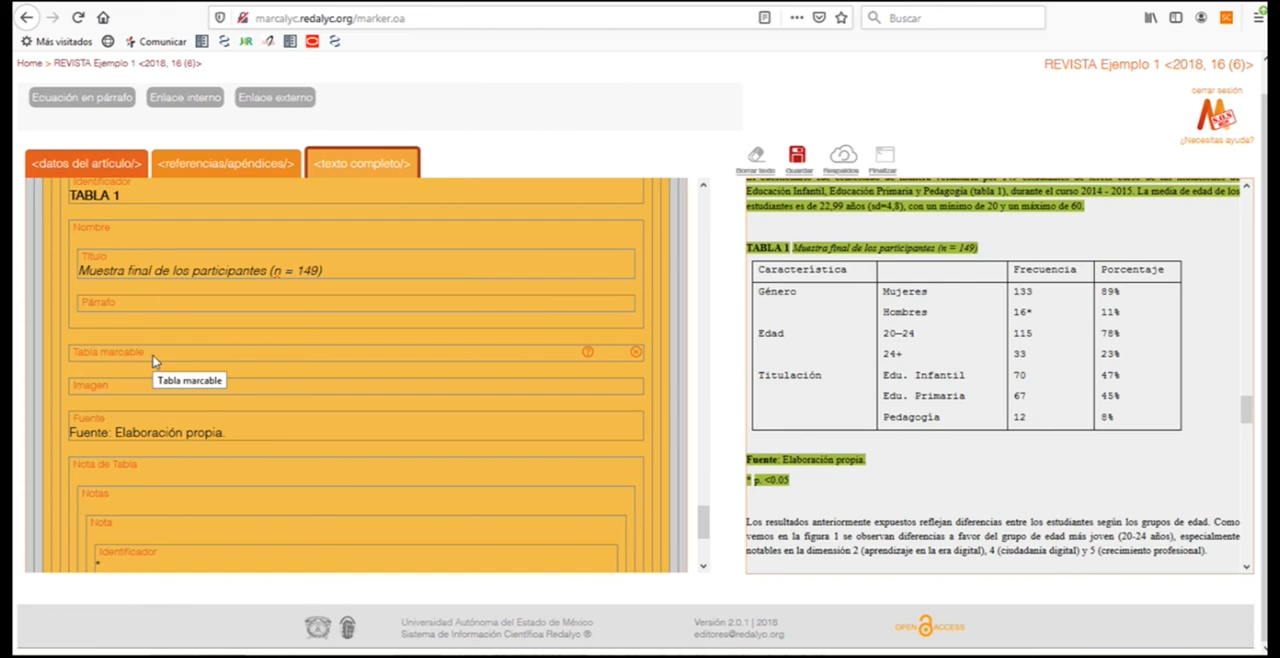 marcalyc.redalyc.org/marker.oa
Buscar
Más visitados
Comunicar
Home > REVISTA Ejemplo 1 <2018, 16 (6)>
REVISTA Ejemplo 1 <2018, 16 (6)>
cerrar sesión
¿Necesitas ayuda?
Ecuación en párrafo
Enlace interno
Enlace externo
<datos del artículo/>
<referencias/apéndices/>
<texto completo/>
Borrar texto
Guardar
Respaldos
Finalizar
Identificador
TABLA 1
Nombre
Título
Muestra final de los participantes (n = 149)
Párrafo
Tabla marcable
Tabla marcable
Imagen
Fuente
Fuente: Elaboración propia.
Nota de Tabla
Notas
Nota
Identificador
*
Educación Infantil, Educación Primaria y Pedagogía (tabla 1), durante el curso 2014 - 2015. La media de edad de los
estudiantes es de 22,99 años (sd=4,8), con un mínimo de 20 y un máximo de 60.
TABLA 1 Muestra final de los participantes (n = 149)
Característica Frecuencia Porcentaje
Género Mujeres 133 89%
Hombres 16* 11%
Edad 20—24 115 78%
24+ 33 23%
Titulación Edu. Infantil 70 47%
Edu. Primaria 67 45%
Pedagogía 12 8%
Fuente: Elaboración propia.
* p. <0.05
Los resultados anteriormente expuestos reflejan diferencias entre los estudiantes según los grupos de edad. Como
vemos en la figura 1 se observan diferencias a favor del grupo de edad más joven (20-24 años), especialmente
notables en la dimensión 2 (aprendizaje en la era digital), 4 (ciudadanía digital) y 5 (crecimiento profesional).
Universidad Autónoma del Estado de México
Sistema de Información Científica Redalyc ®
Versión 2.0.1 | 2018
editores@redalyc.org
OPEN ACCESS